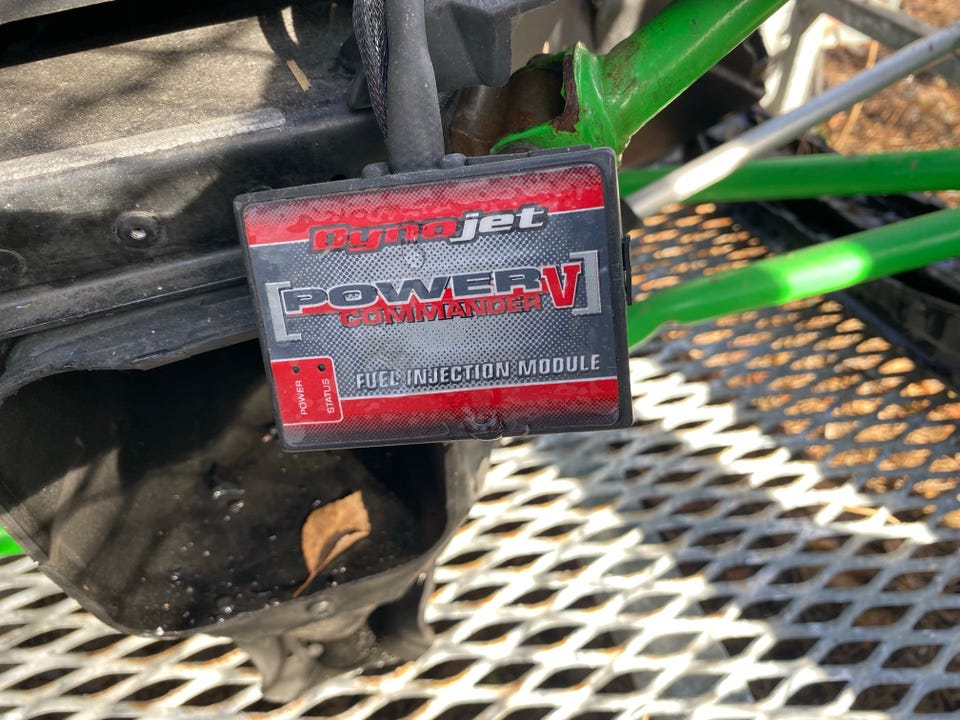 Dynojet
POWER V
COMMANDER
FUEL INJECTION MODULE
POWER
STATUS